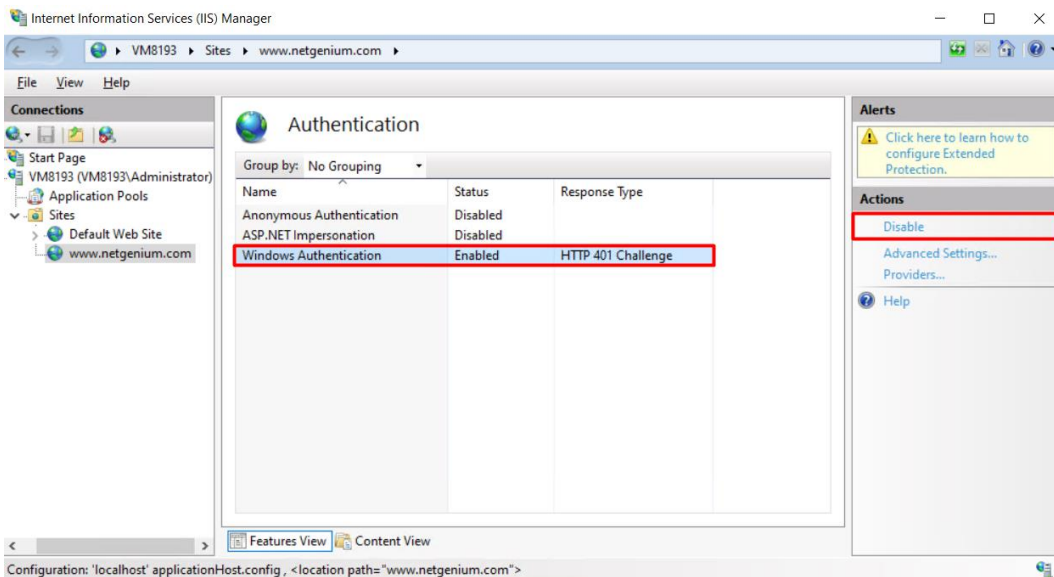 Internet Information Services (IIS) Manager
VM8193 Sites www.netgenium.com
File View Help
Connections
Start Page
VM8193 (VM8193\Administrator)
Application Pools
Sites
Default Web Site
www.netgenium.com
Authentication
Group by: No Grouping
Name Status Response Type
Anonymous Authentication Disabled
ASP.NET Impersonation Disabled
Windows Authentication Enabled HTTP 401 Challenge
Features View Content View
Alerts
Click here to learn how to
configure Extended
Protection.
Actions
Disable
Advanced Settings...
Providers...
Help
Configuration: 'localhost' applicationHost.config , <location path="www.netgenium.com">